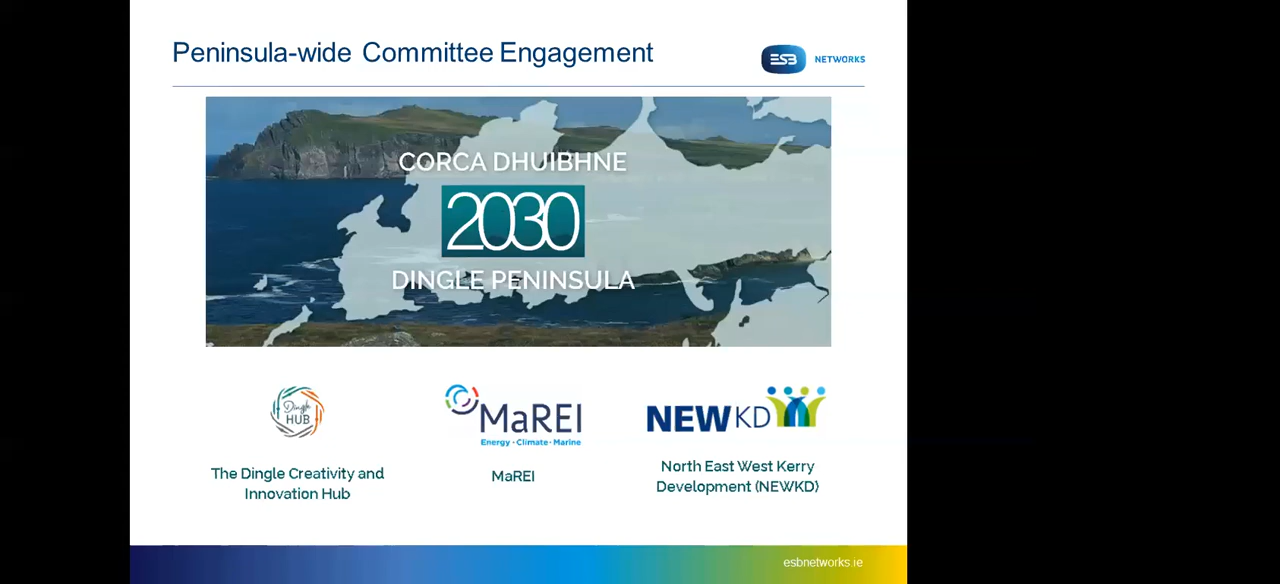 Peninsula-wide Committee Engagement
ESB NETWORKS
CORCA DHUIBHNE
2030
DINGLE PENINSULA
Dingle
HUB
MaREI
Energy · Climate · Marine
NEWKD
The Dingle Creativity and
Innovation Hub
MaREI
North East West Kerry
Development (NEWKD)
esbnetworks.ie